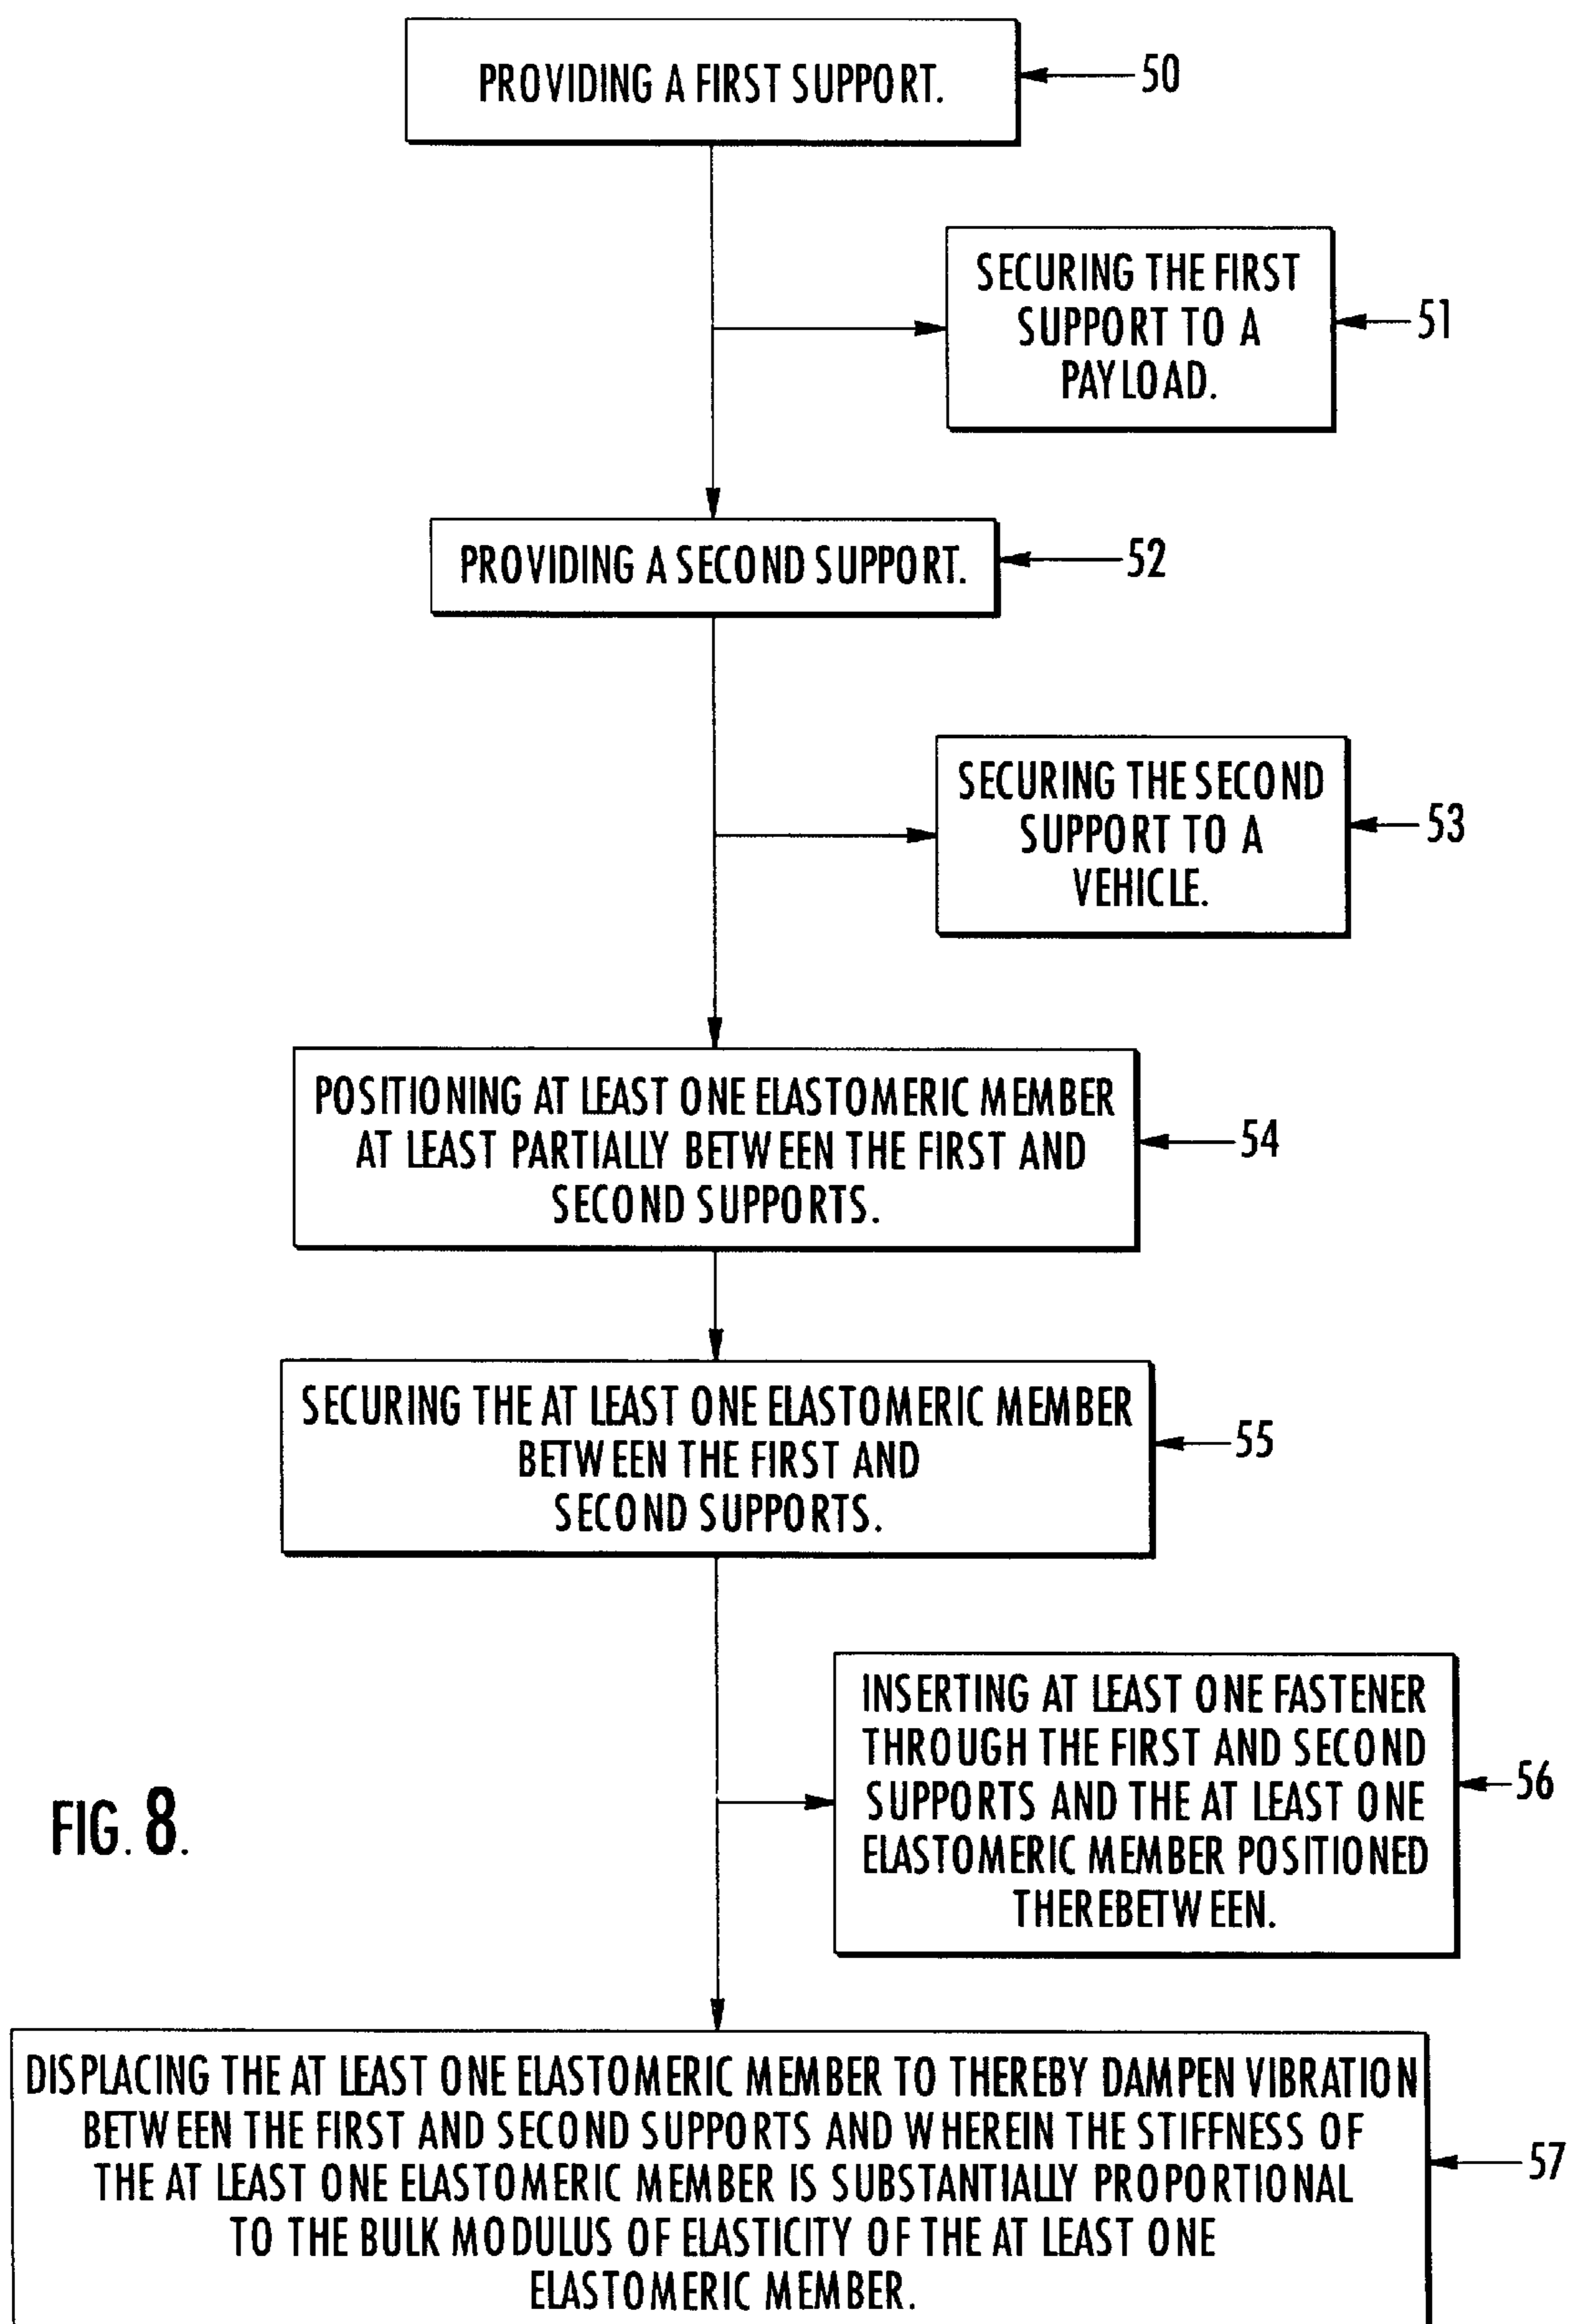 PROVIDING A FIRST SUPPORT.
50
SECURING THE FIRST
SUPPORT TO A
PAYLOAD.
51
PROVIDING A SECOND SUPPORT.
52
SECURING THE SECOND
SUPPORT TO A
VEHICLE.
53
POSITIONING AT LEAST ONE ELASTOMERIC MEMBER
AT LEAST PARTIALLY BETWEEN THE FIRST AND
SECOND SUPPORTS.
54
SECURING THE AT LEAST ONE ELASTOMERIC MEMBER
BETWEEN THE FIRST AND
SECOND SUPPORTS.
55
INSERTING AT LEAST ONE FASTENER
THROUGH THE FIRST AND SECOND
SUPPORTS AND THE AT LEAST ONE
ELASTOMERIC MEMBER POSITIONED
THEREBETWEEN.
56
FIG. 8.
DISPLACING THE AT LEAST ONE ELASTOMERIC MEMBER TO THEREBY DAMPEN VIBRATION
BETWEEN THE FIRST AND SECOND SUPPORTS AND WHEREIN THE STIFFNESS OF
THE AT LEAST ONE ELASTOMERIC MEMBER IS SUBSTANTIALLY PROPORTIONAL
TO THE BULK MODULUS OF ELASTICITY OF THE AT LEAST ONE
ELASTOMERIC MEMBER.
57